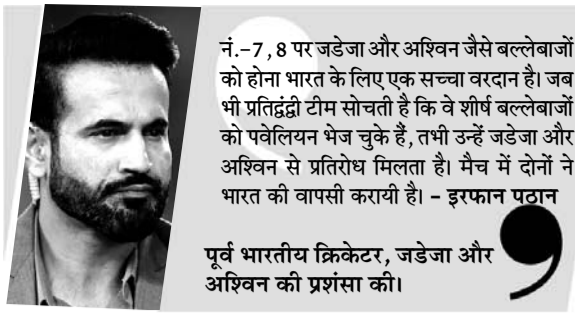 नं.–7,8 पर जडेजा और अश्विन जैसे बल्लेबाजों
को होना भारत के लिए एक सच्चा वरदान है। जब
भी प्रतिद्वंद्वी टीम सोचती है कि वे शीर्ष बल्लेबाजों
को पवेलियन भेज चुके हैं, तभी उन्हें जडेजा और
अश्विन से प्रतिरोध मिलता है। मैच में दोनों ने
भारत की वापसी करायी है। – इरफान पठान
पूर्व भारतीय क्रिकेटर, जडेजा और
अश्विन की प्रशंसा की।